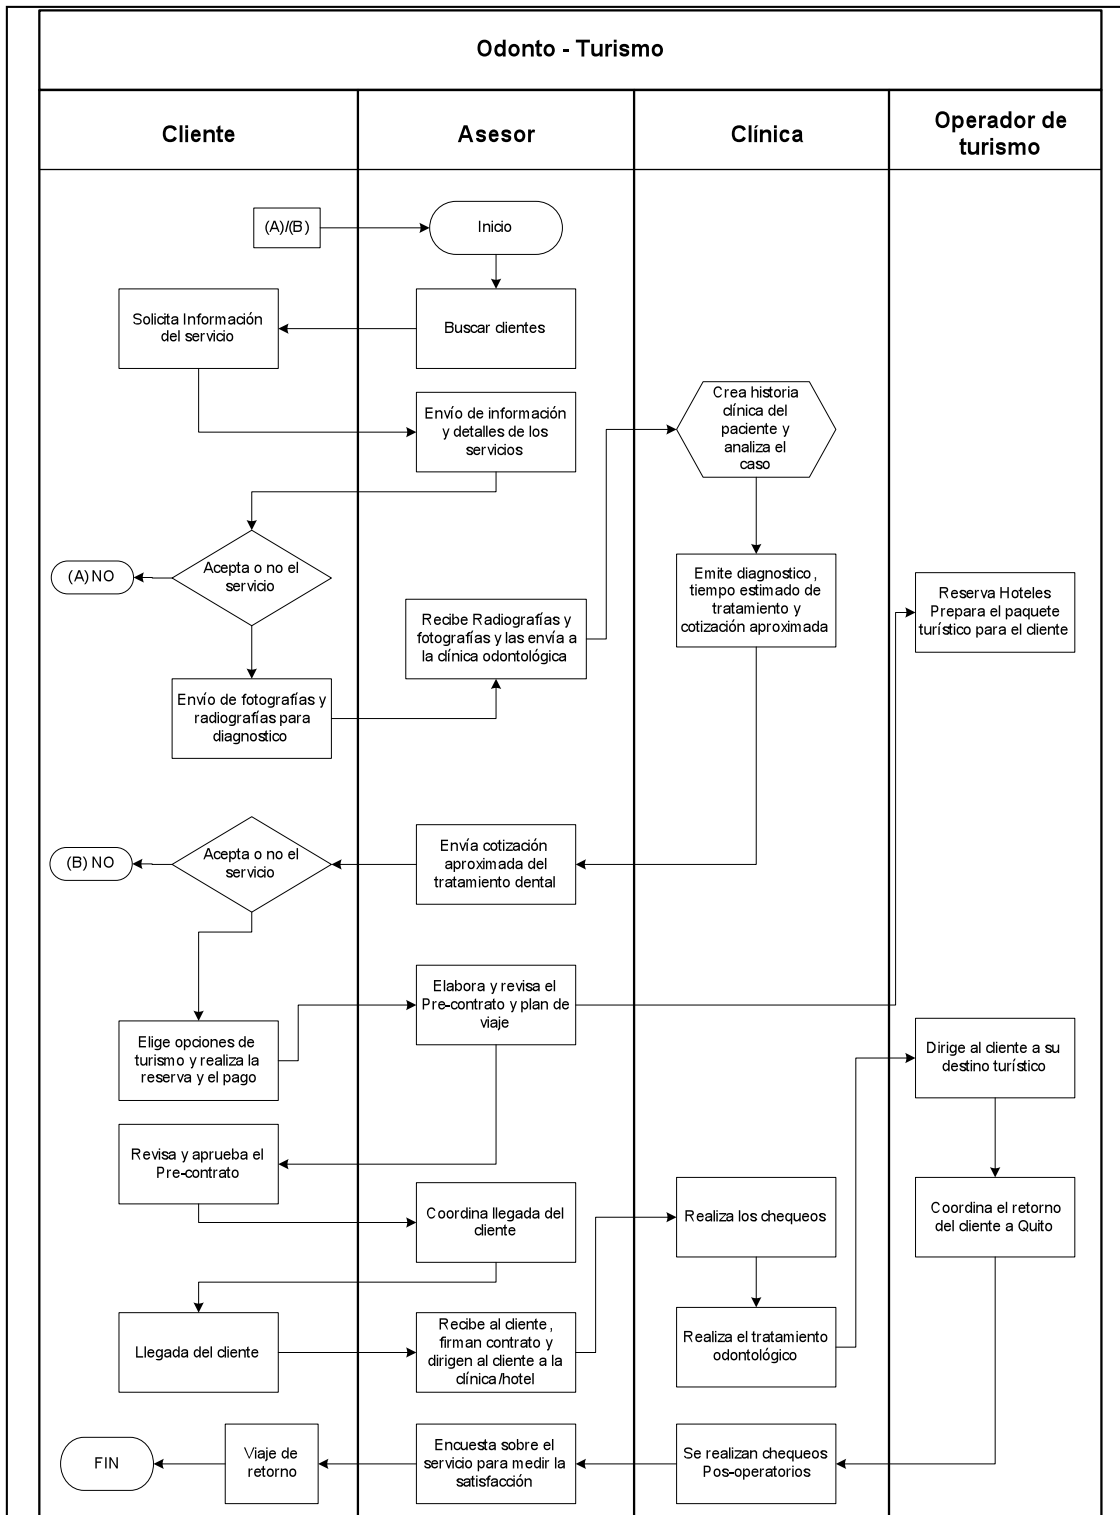 Odonto - Turismo
Cliente
Asesor
Clínica
Operador de
turismo
(A)/(B)
Inicio
Solicita Información
del servicio
Buscar clientes
Envío de información
y detalles de los
servicios
Crea historia
clínica del
paciente y
analiza el
caso
(A) NO
Acepta o no el
servicio
Emite diagnostico,
tiempo estimado de
tratamiento y
cotización aproximada
Reserva Hoteles
Prepara el paquete
turístico para el cliente
Recibe Radiografías y
fotografías y las envía a
la clínica odontológica
Envío de fotografías y
radiografías para
diagnostico
(B) NO
Acepta o no el
servicio
Envía cotización
aproximada del
tratamiento dental
Elabora y revisa el
Pre-contrato y plan de
viaje
Elige opciones de
turismo y realiza la
reserva y el pago
Dirige al cliente a su
destino turístico
Revisa y aprueba el
Pre-contrato
Coordina llegada del
cliente
Realiza los chequeos
Coordina el retorno
del cliente a Quito
Llegada del cliente
Recibe al cliente,
firman contrato y
dirigen al cliente a la
clínica/hotel
Realiza el tratamiento
odontológico
FIN
Viaje de
retorno
Encuesta sobre el
servicio para medir la
satisfacción
Se realizan chequeos
Pos-operatorios